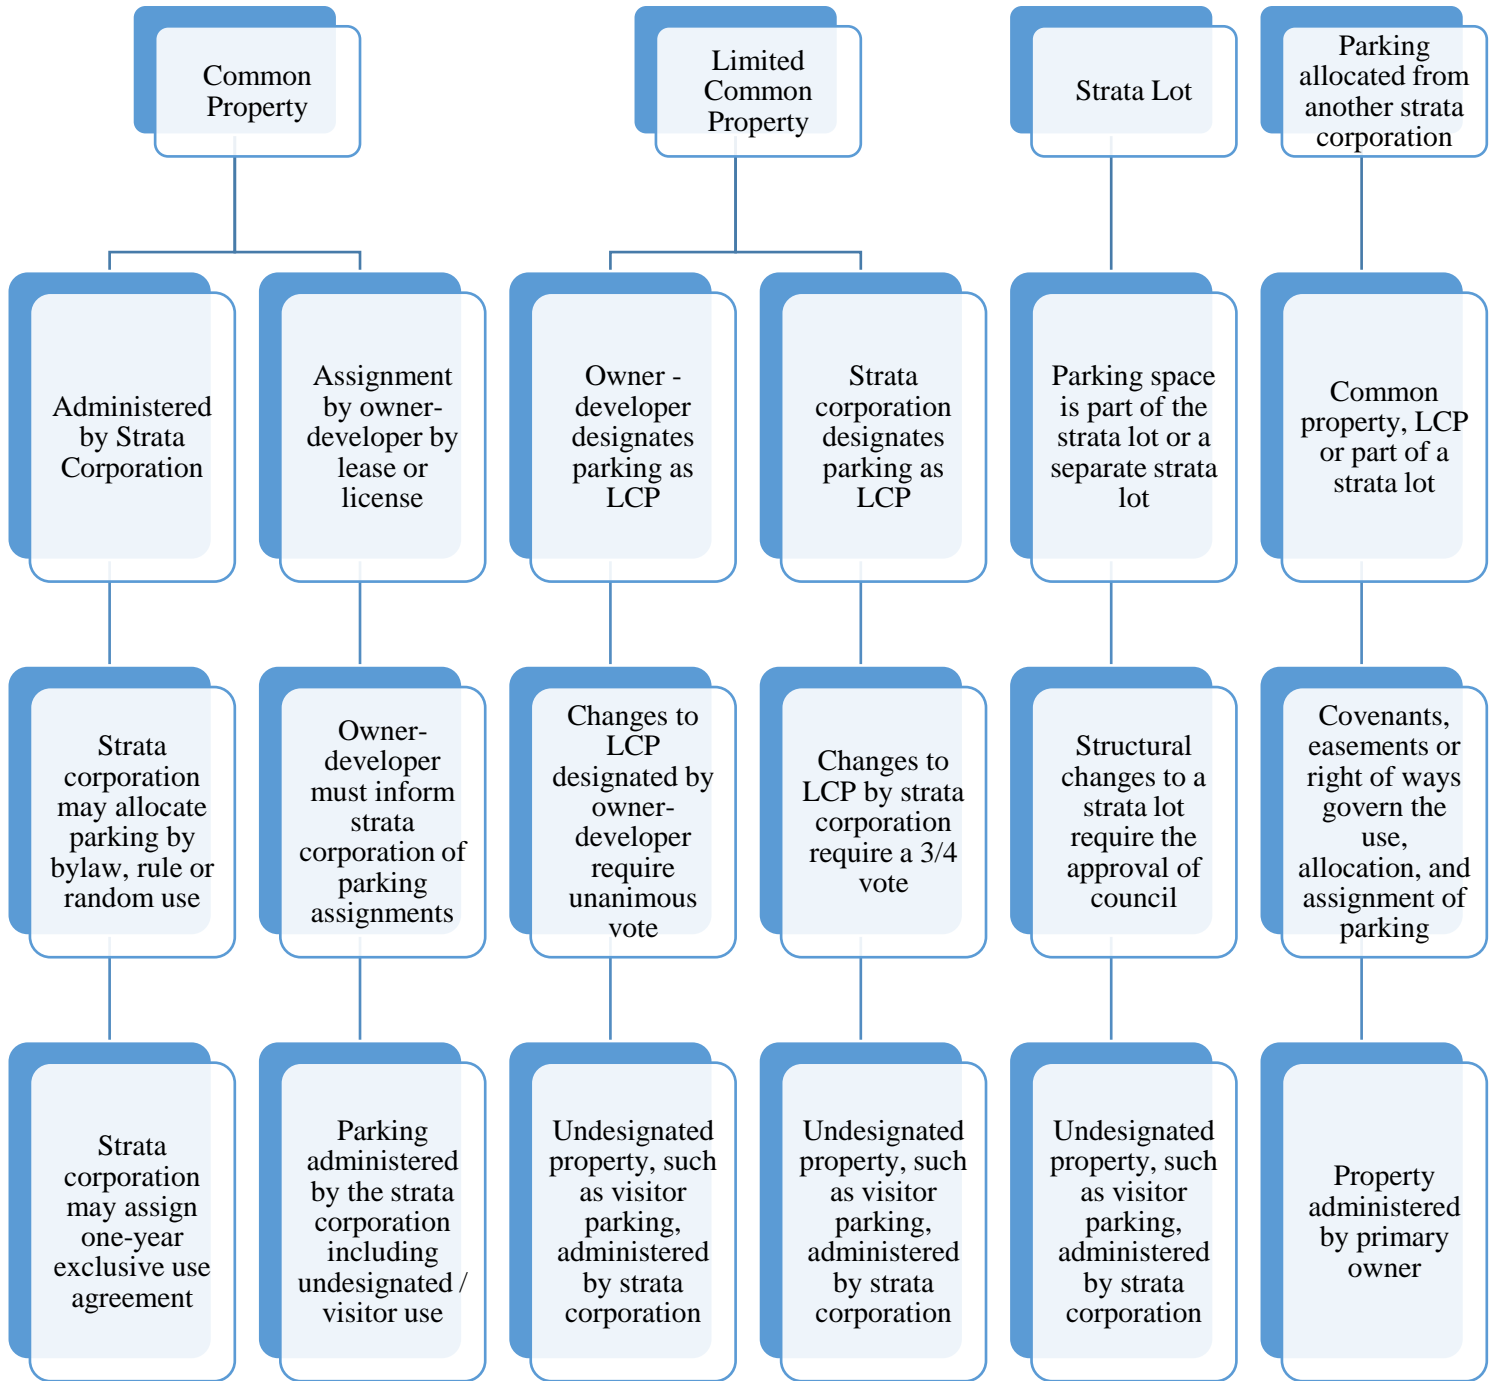 Common
Property
Limited
Common
Property
Strata Lot
Parking
allocated from
another strata
corporation
Administered
by Strata
Corporation
Assignment
by owner-
developer by
lease or
license
Owner -
developer
designates
parking as
LCP
Strata
corporation
designates
parking as
LCP
Parking space
is part of the
strata lot or a
separate strata
lot
Common
property, LCP
or part of a
strata lot
Strata
corporation
may allocate
parking by
bylaw, rule or
random use
Owner-
developer
must inform
strata
corporation of
parking
assignments
Changes to
LCP
designated by
owner-
developer
require
unanimous
vote
Changes to
LCP by strata
corporation
require a 3/4
vote
Structural
changes to a
strata lot
require the
approval of
council
Covenants,
easements or
right of ways
govern the
use,
allocation, and
assignment of
parking
Strata
corporation
may assign
one-year
exclusive use
agreement
Parking
administered
by the strata
corporation
including
undesignated /
visitor use
Undesignated
property, such
as visitor
parking,
administered
by strata
corporation
Undesignated
property, such
as visitor
parking,
administered
by strata
corporation
Undesignated
property, such
as visitor
parking,
administered
by strata
corporation
Property
administered
by primary
owner